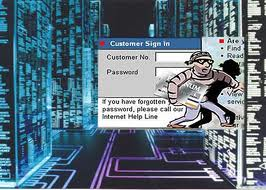 Customer Sign In
Are y
Customer No.
Find
Read
Password
View
servic
If you have forgotten
password, please call our
Internet Help Line